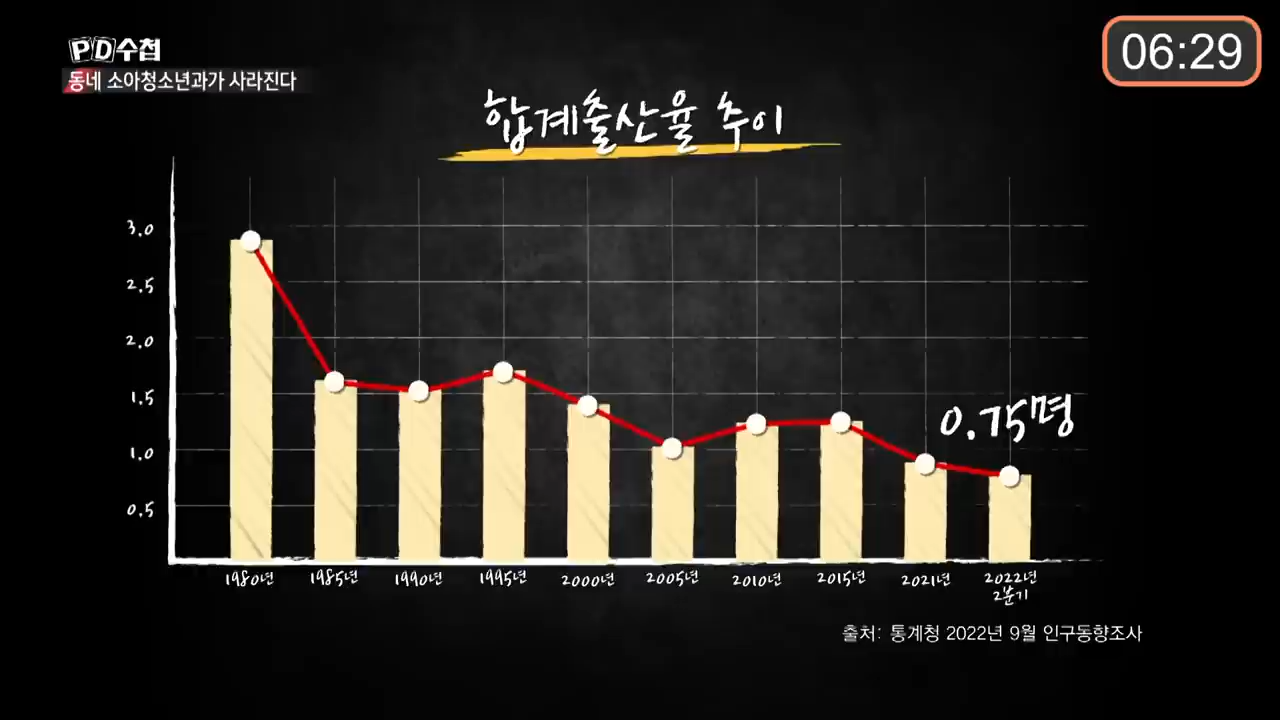 PD수첩
동네 소아청소년과가 사라진다
06:29
합계출산율 추이
3.0
2.5
2.0
1.5
1.0
0.5
0.75명
1980년 1985년 1990년 1995년 2000년 2005년 2010년 2015년 2021년 2022년
2분기
출처: 통계청 2022년 9월 인구동향조사